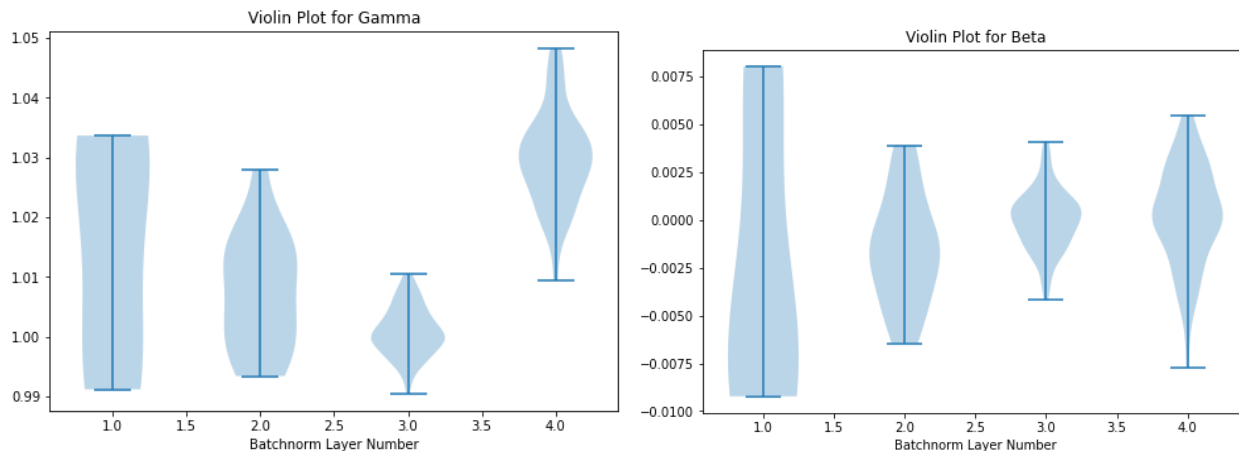 Violin Plot for Gamma
1.05
1.04
1.03
1.02
1.01
1.00
0.99
1.0 1.5 2.0 2.5 3.0 3.5 4.0
Batchnorm Layer Number
Violin Plot for Beta
0.0075
0.0050
0.0025
0.0000
−0.0025
−0.0050
−0.0075
−0.0100
1.0 1.5 2.0 2.5 3.0 3.5 4.0
Batchnorm Layer Number